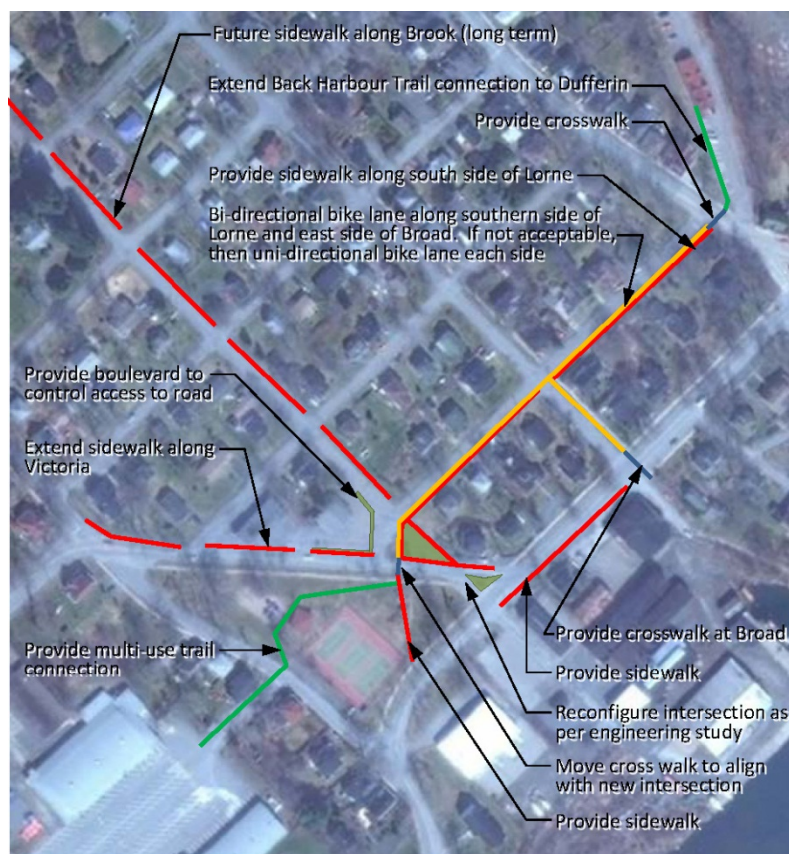 Future sidewalk along Brook (long term)
Extend Back Harbour Trail connection to Dufferin
Provide crosswalk
Provide sidewalk along south side of Lorne
Bi-directional bike lane along southern side of
Lorne and east side of Broad. If not acceptable,
then uni-directional bike lane each side
Provide boulevard to
control access to road
Extend sidewalk along
Victoria
Provide multi-use trail
connection
Provide crosswalk at Broad
Provide sidewalk
Reconfigure intersection as
per engineering study
Move cross walk to align
with new intersection
Provide sidewalk